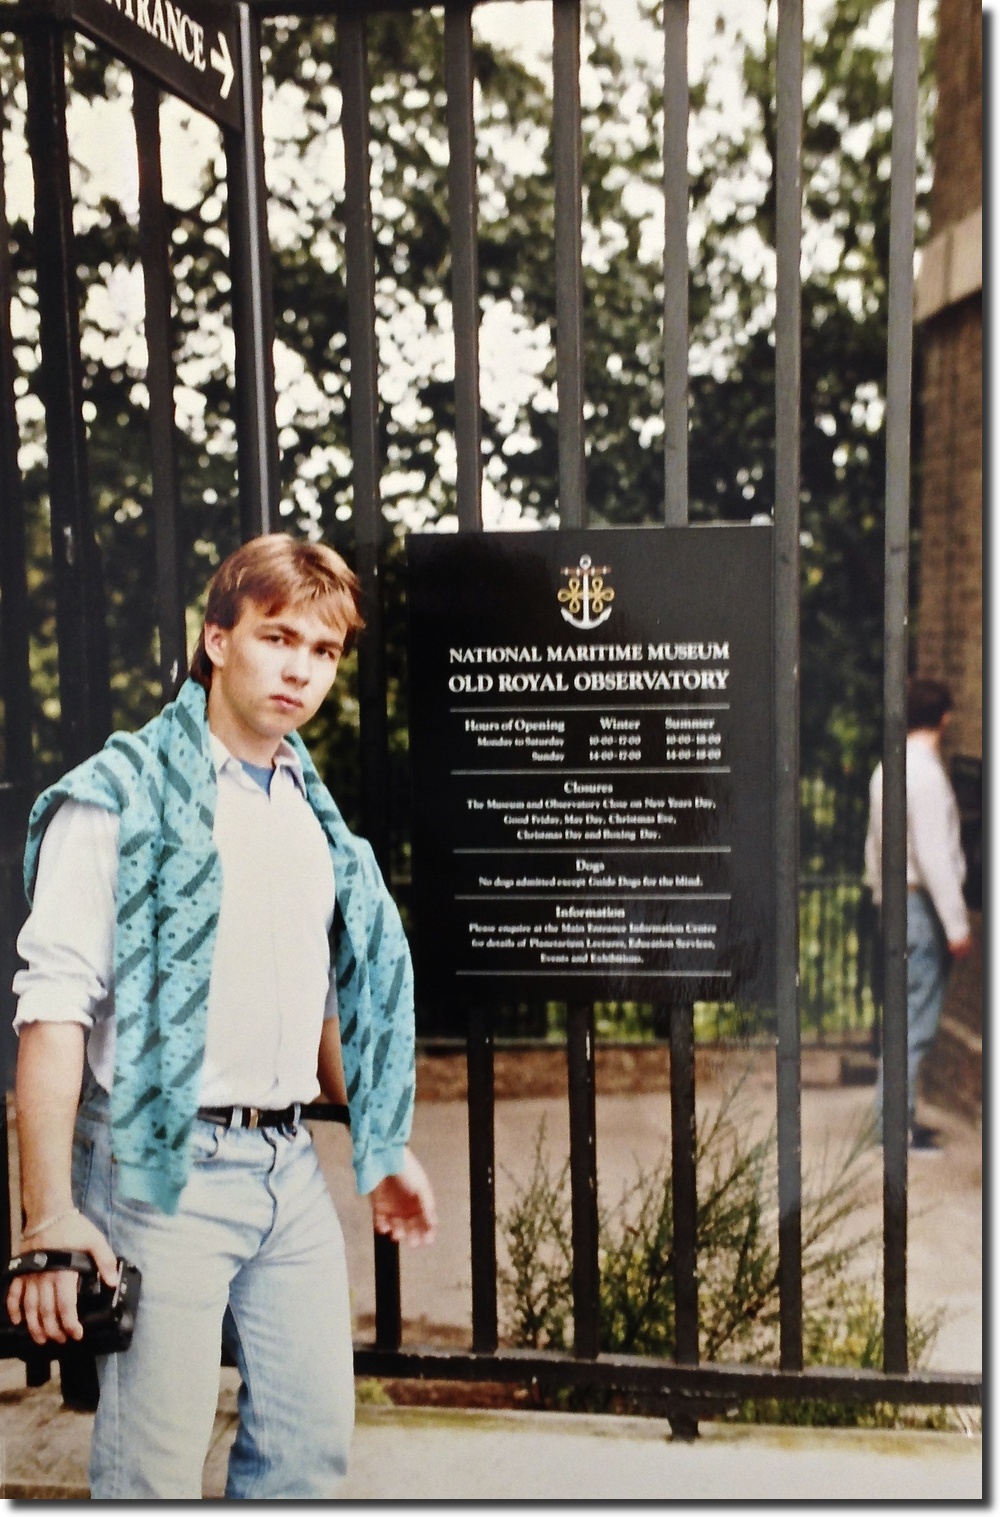 ENTRANCE →
NATIONAL MARITIME MUSEUM
OLD ROYAL OBSERVATORY
Hours of Opening Winter Summer
Monday to Saturday 10·00-17·00 10·00-18·00
Sunday 14·00-17·00 14·00-18·00
Closures
The Museum and Observatory Close on New Years Day,
Good Friday, May Day, Christmas Eve,
Christmas Day and Boxing Day.
Dogs
No dogs admitted except Guide Dogs for the blind.
Information
Please enquire at the Main Entrance Information Centre
for details of Planetarium Lectures, Education Services,
Events and Exhibitions.